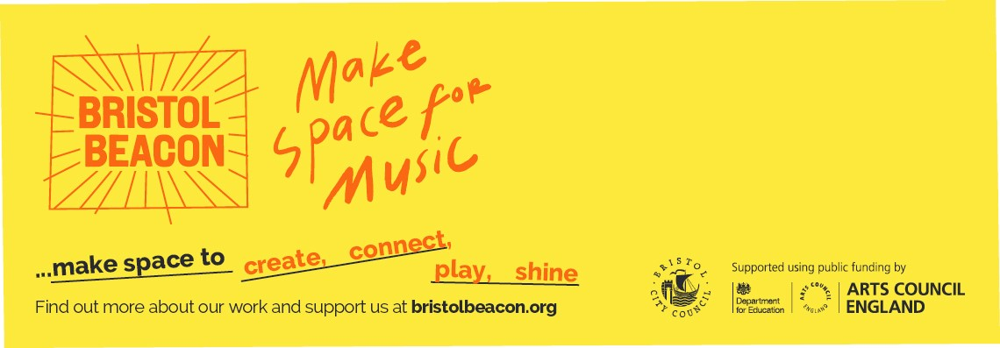 BRISTOL
BEACON
Make
Space for
Music
...make space to create, connect,
play, shine
Find out more about our work and support us at bristolbeacon.org
· BRISTOL ·
CITY COUNCIL
Supported using public funding by
Department
for Education
ARTS COUNCIL
ENGLAND
ARTS COUNCIL
ENGLAND